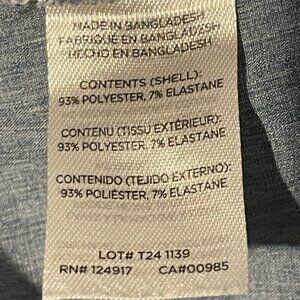 MADE IN BANGLADESH
FABRIQUÉ EN BANGLADESH
HECHO EN BANGLADESH
CONTENTS (SHELL):
93% POLYESTER, 7% ELASTANE
CONTENU (TISSU EXTÉRIEUR):
93% POLYESTER, 7% ELASTANE
CONTENIDO (TEJIDO EXTERNO):
93% POLIÉSTER, 7% ELASTANE
LOT# T24 1139
RN# 124917 CA#00985